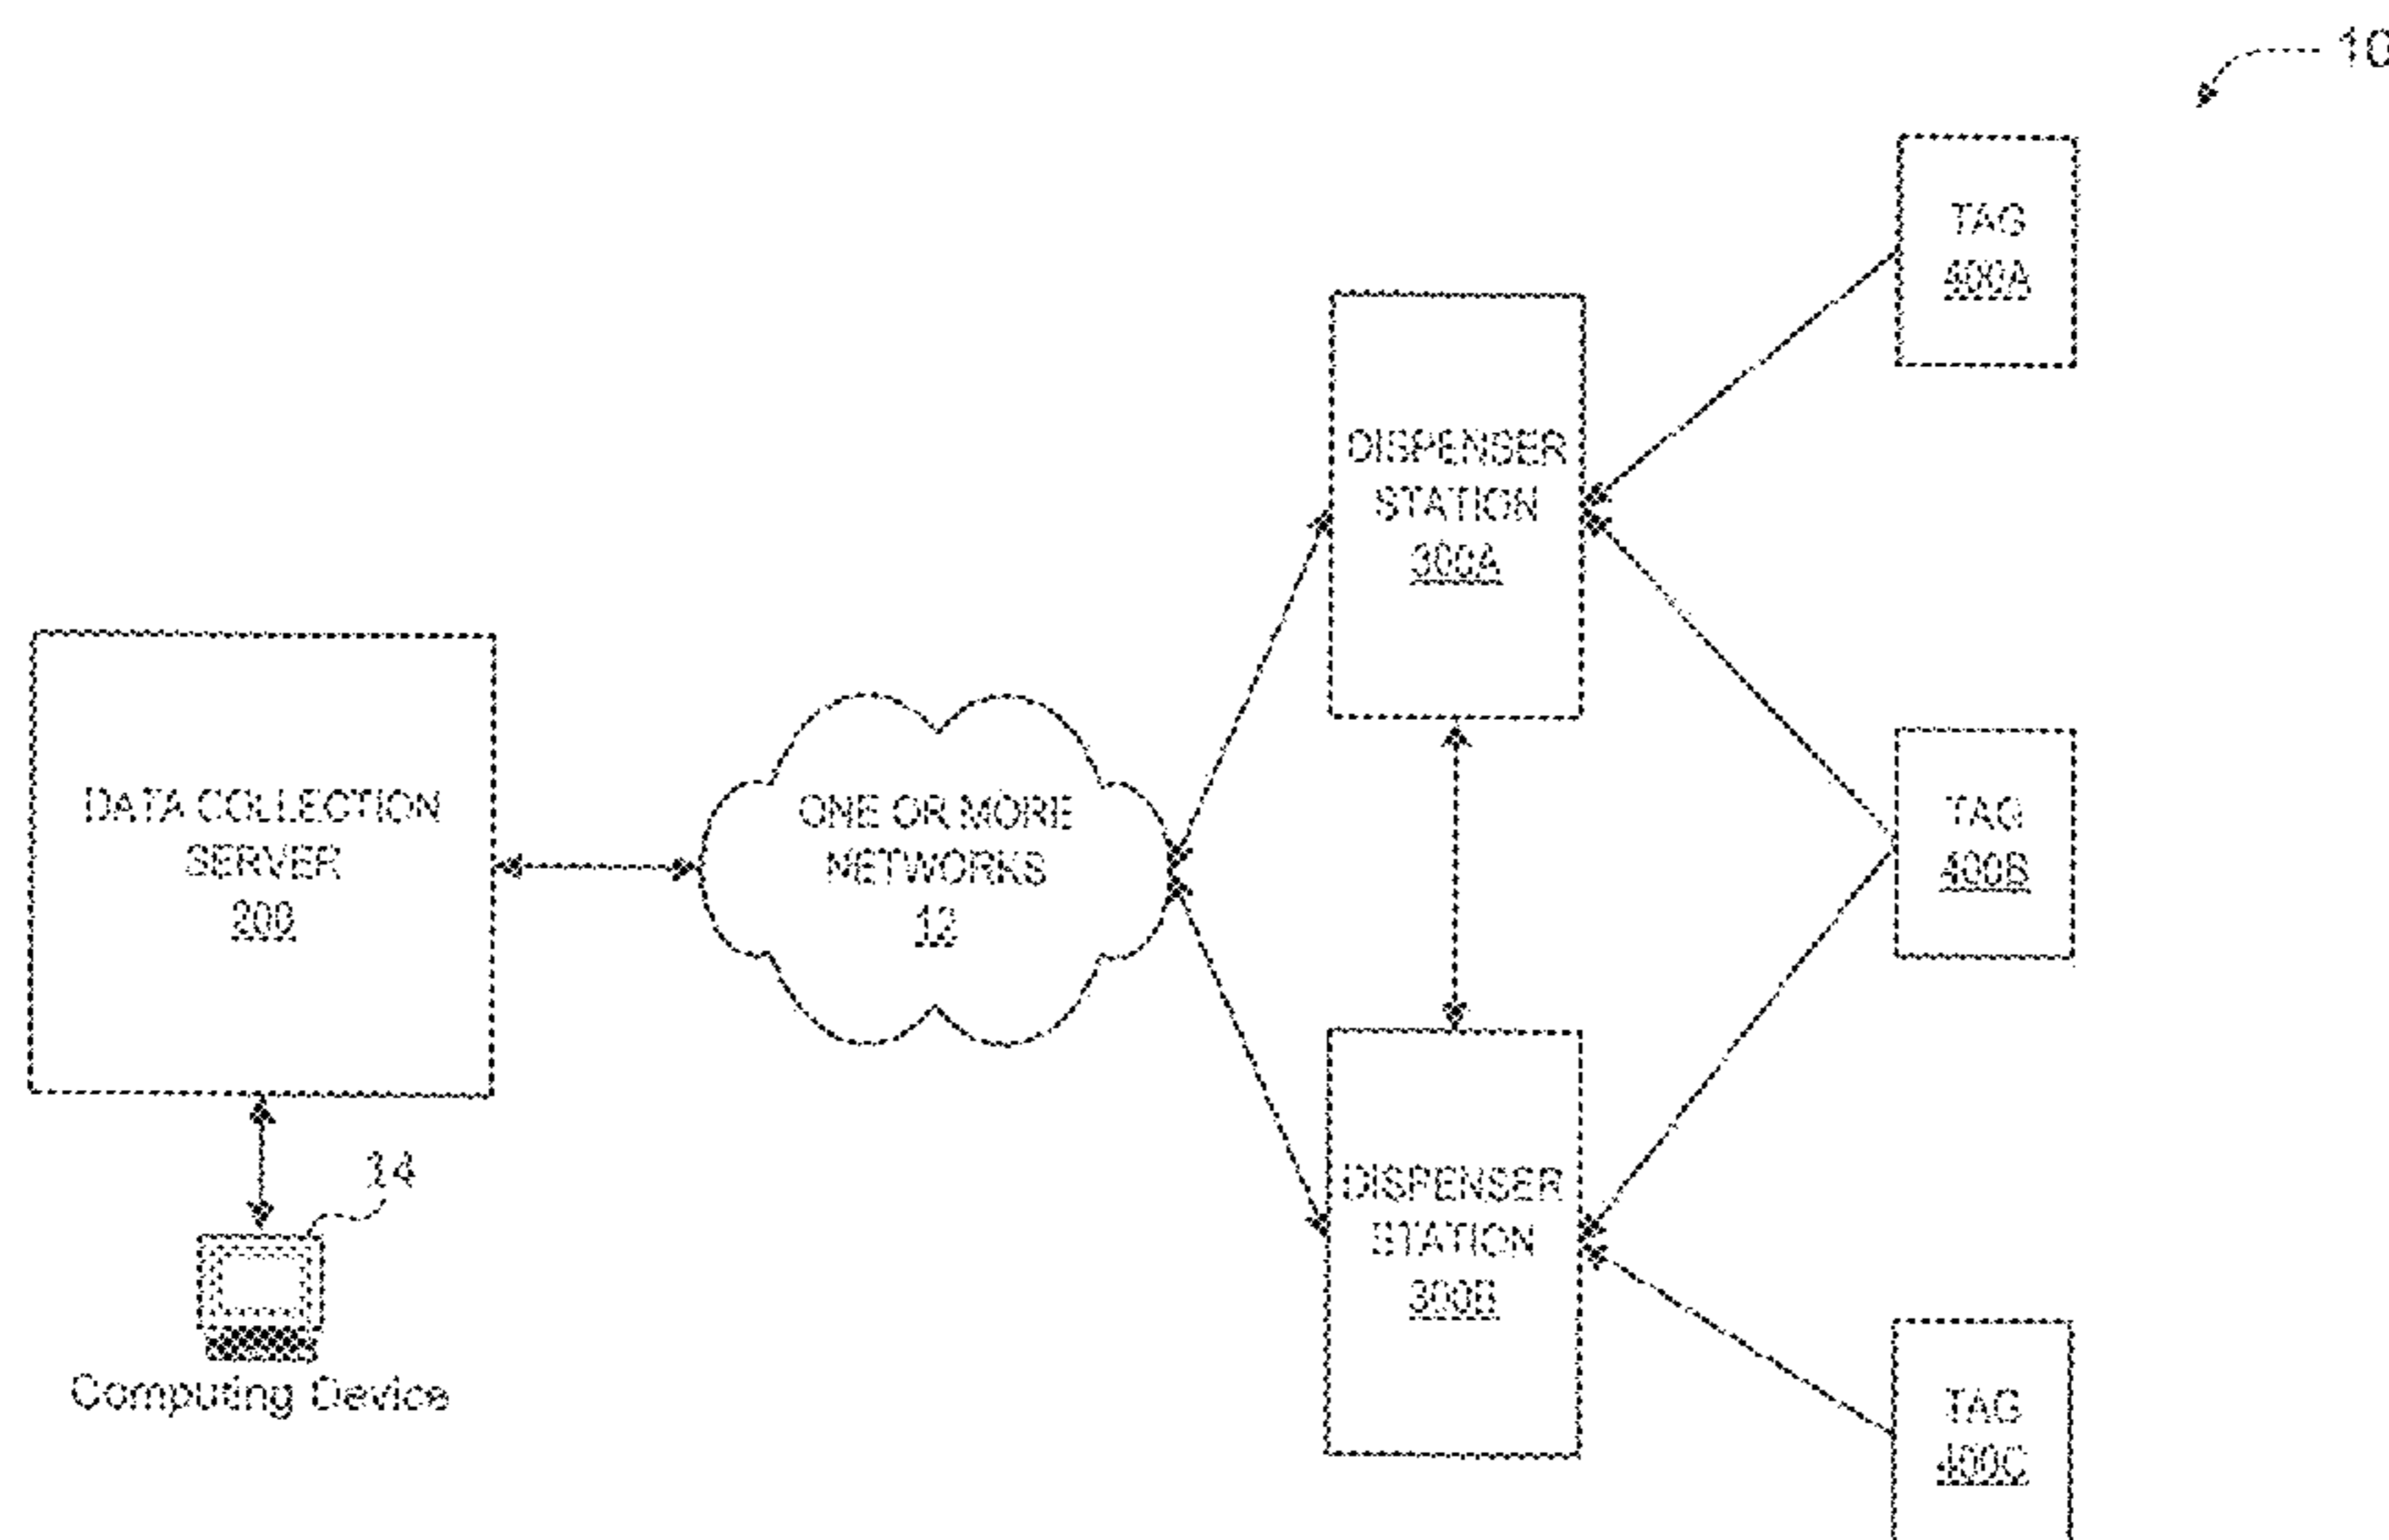 10
TAG
400A
DISPENSER
STATION
300A
DATA COLLECTION
SERVER
200
ONE OR MORE
NETWORKS
12
TAG
400B
14
DISPENSER
STATION
300B
Computing Device
TAG
400C